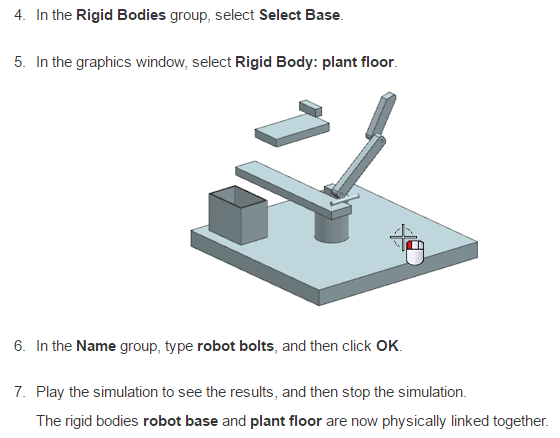 4. In the Rigid Bodies group, select Select Base.
5. In the graphics window, select Rigid Body: plant floor.
6. In the Name group, type robot bolts, and then click OK.
7. Play the simulation to see the results, and then stop the simulation.
The rigid bodies robot base and plant floor are now physically linked together.